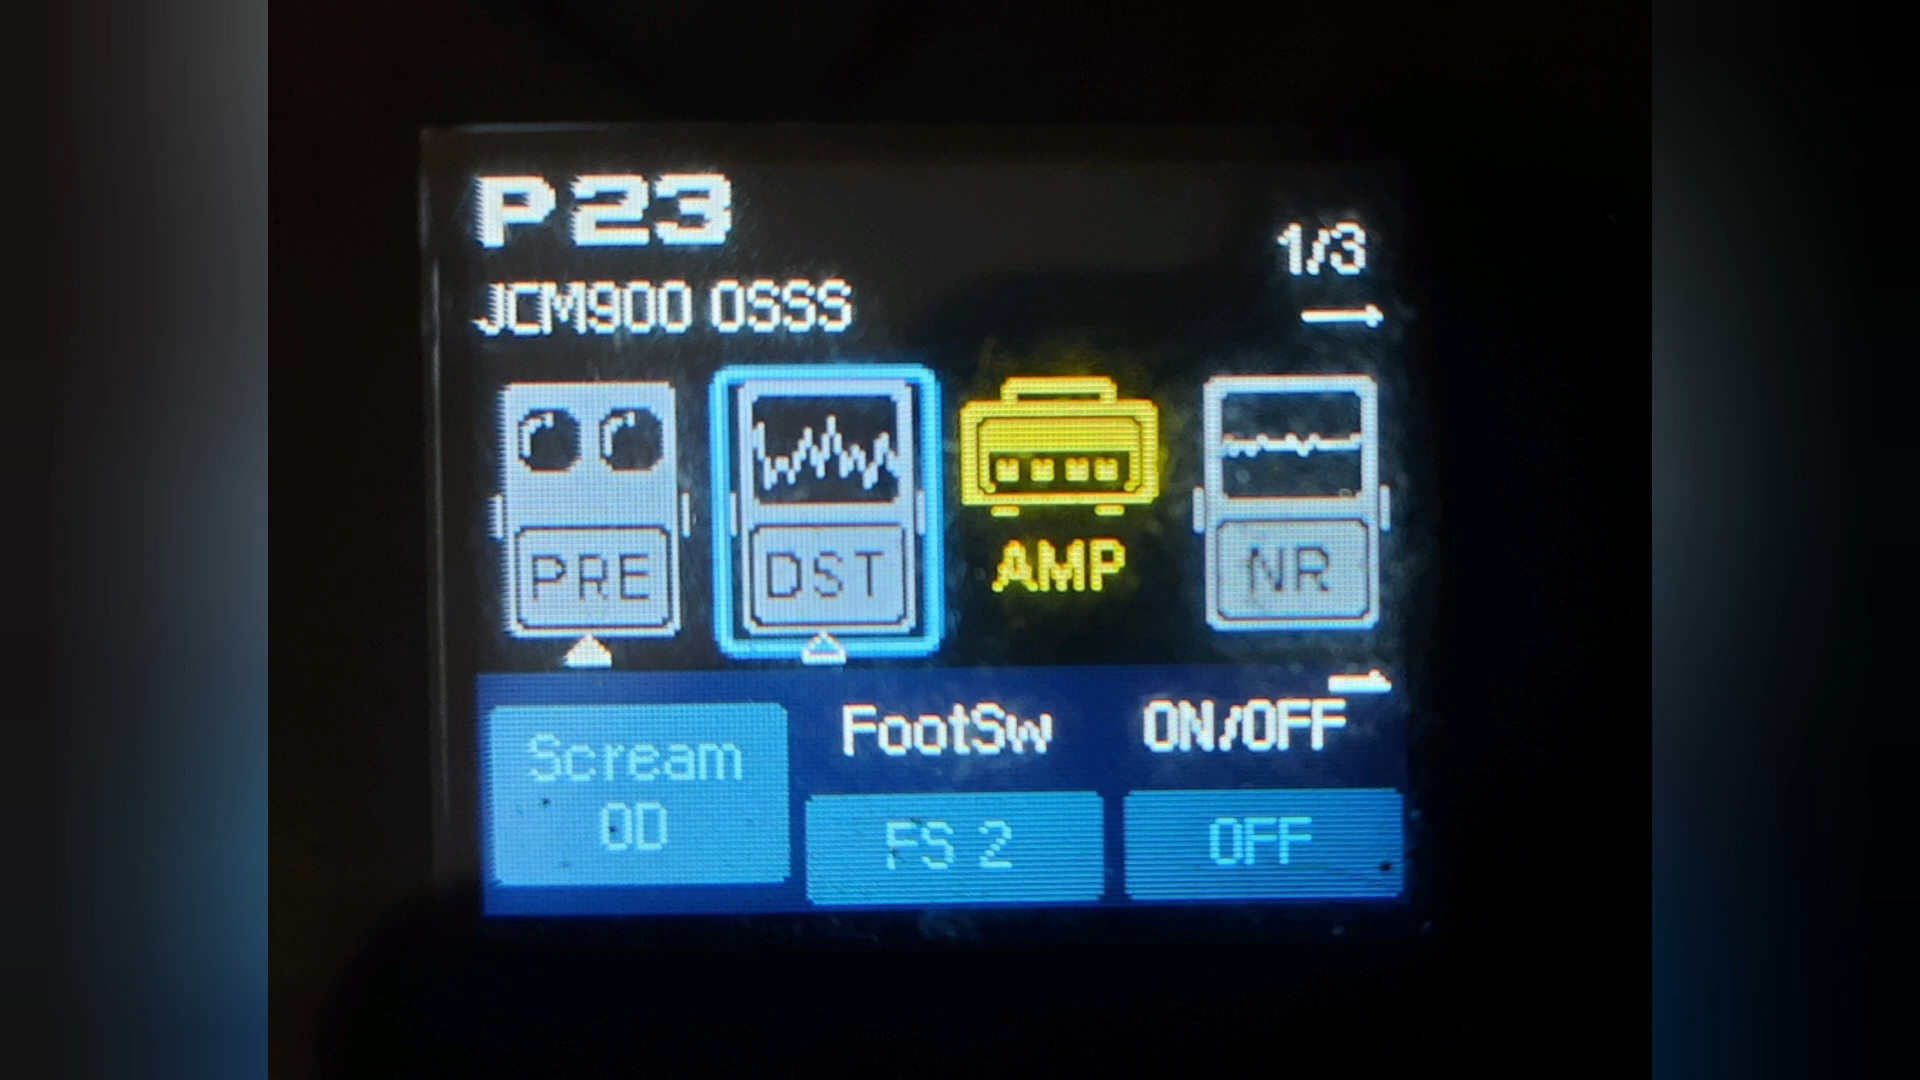 P23
1/3
JCM900 OSSS
PRE
DST
AMP
NR
Scream
OD
FootSw
ON/OFF
FS 2
OFF